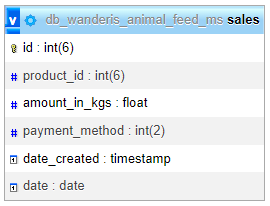 v db_wanderis_animal_feed_ms sales
id : int(6)
# product_id : int(6)
# amount_in_kgs : float
# payment_method : int(2)
date_created : timestamp
date : date